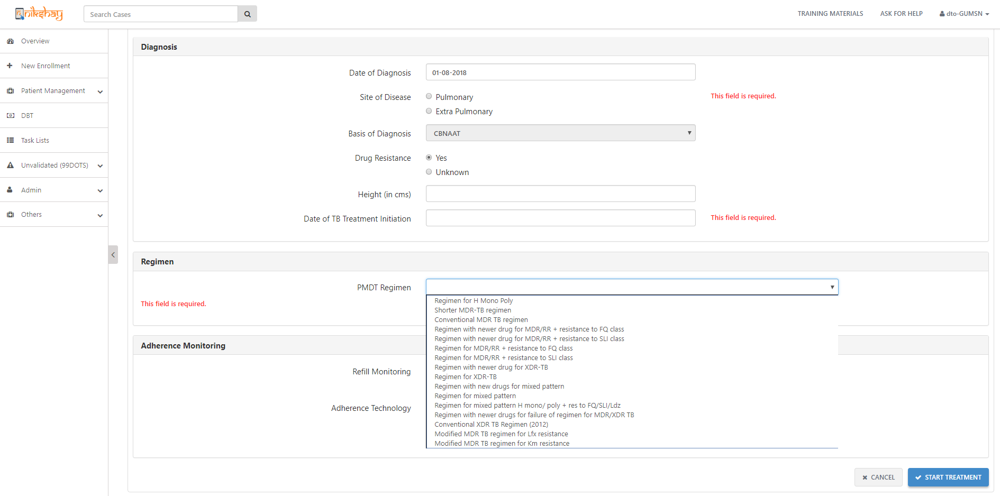 nikshay
Search Cases
TRAINING MATERIALS
ASK FOR HELP
dto-GUMSN
Overview
New Enrollment
Patient Management
DBT
Task Lists
Unvalidated (99DOTS)
Admin
Others
Diagnosis
Date of Diagnosis 01-08-2018
Site of Disease Pulmonary This field is required.
Extra Pulmonary
Basis of Diagnosis CBNAAT
Drug Resistance Yes
Unknown
Height (in cms)
Date of TB Treatment Initiation This field is required.
Regimen
PMDT Regimen
This field is required.
Regimen for H Mono Poly
Shorter MDR-TB regimen
Conventional MDR TB regimen
Regimen with newer drug for MDR/RR + resistance to FQ class
Regimen with newer drug for MDR/RR + resistance to SLI class
Regimen for MDR/RR + resistance to FQ class
Regimen for MDR/RR + resistance to SLI class
Regimen with newer drug for XDR-TB
Regimen for XDR-TB
Regimen with new drugs for mixed pattern
Regimen for mixed pattern
Regimen for mixed pattern H mono/ poly + res to FQ/SLI/Ldz
Regimen with newer drugs for failure of regimen for MDR/XDR TB
Conventional XDR TB Regimen (2012)
Modified MDR TB regimen for Lfx resistance
Modified MDR TB regimen for Km resistance
Adherence Monitoring
Refill Monitoring
Adherence Technology
CANCEL
START TREATMENT